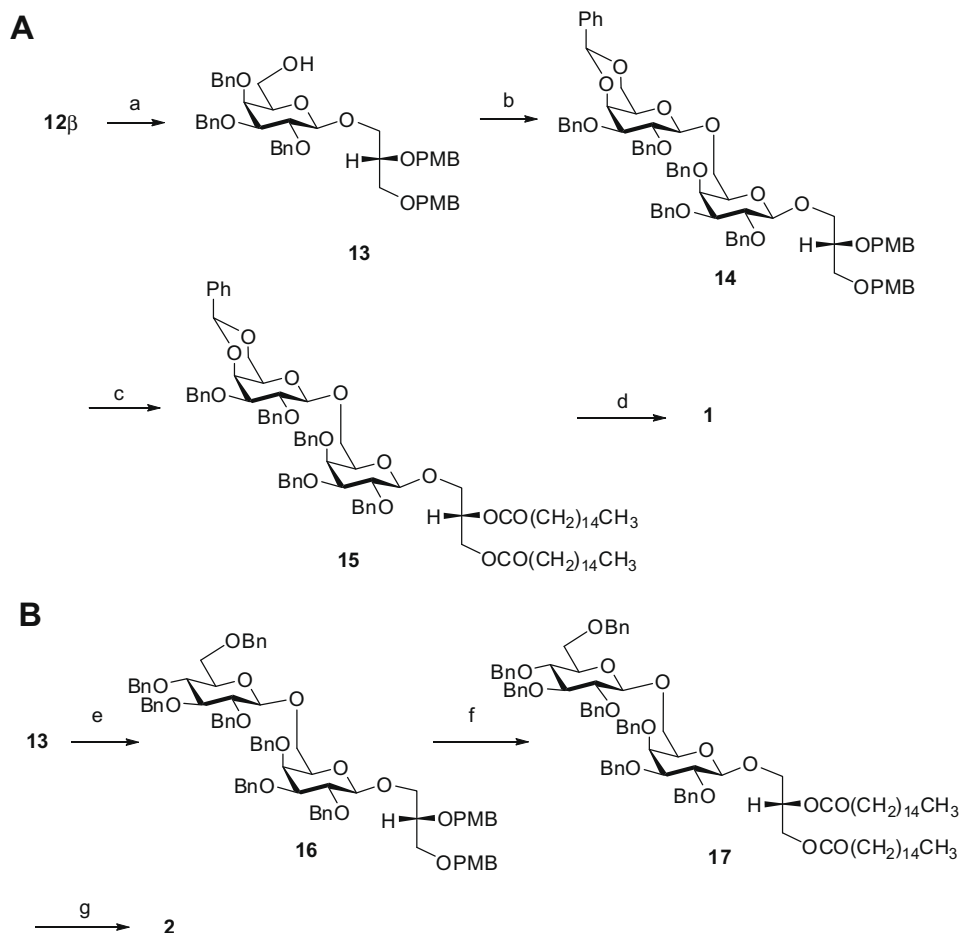 A
12β
a
OH
BnO
BnO
BnO
O
O
H
OPMB
OPMB
13
b
Ph
O
O
BnO
BnO
O
O
BnO
BnO
BnO
O
O
H
OPMB
OPMB
14
c
Ph
O
O
BnO
BnO
O
O
BnO
BnO
BnO
O
O
H
OCO(CH2)14CH3
OCO(CH2)14CH3
15
d
1
B
13
e
OBn
BnO
BnO
BnO
O
O
BnO
BnO
BnO
O
O
H
OPMB
OPMB
16
f
OBn
BnO
BnO
BnO
O
O
BnO
BnO
BnO
O
O
H
OCO(CH2)14CH3
OCO(CH2)14CH3
17
g
2